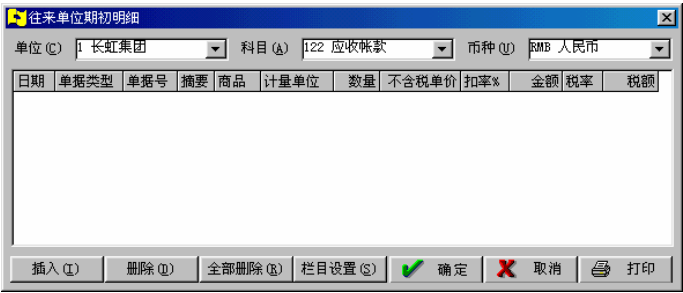 往来单位期初明细
单位(C) 1 长虹集团 科目(A) 122 应收帐款 币种(U) RMB 人民币
日期 单据类型 单据号 摘要 商品 计量单位 数量 不含税单价 扣率% 金额 税率 税额
插入(I) 删除(D) 全部删除(R) 栏目设置(S) 确定 取消 打印